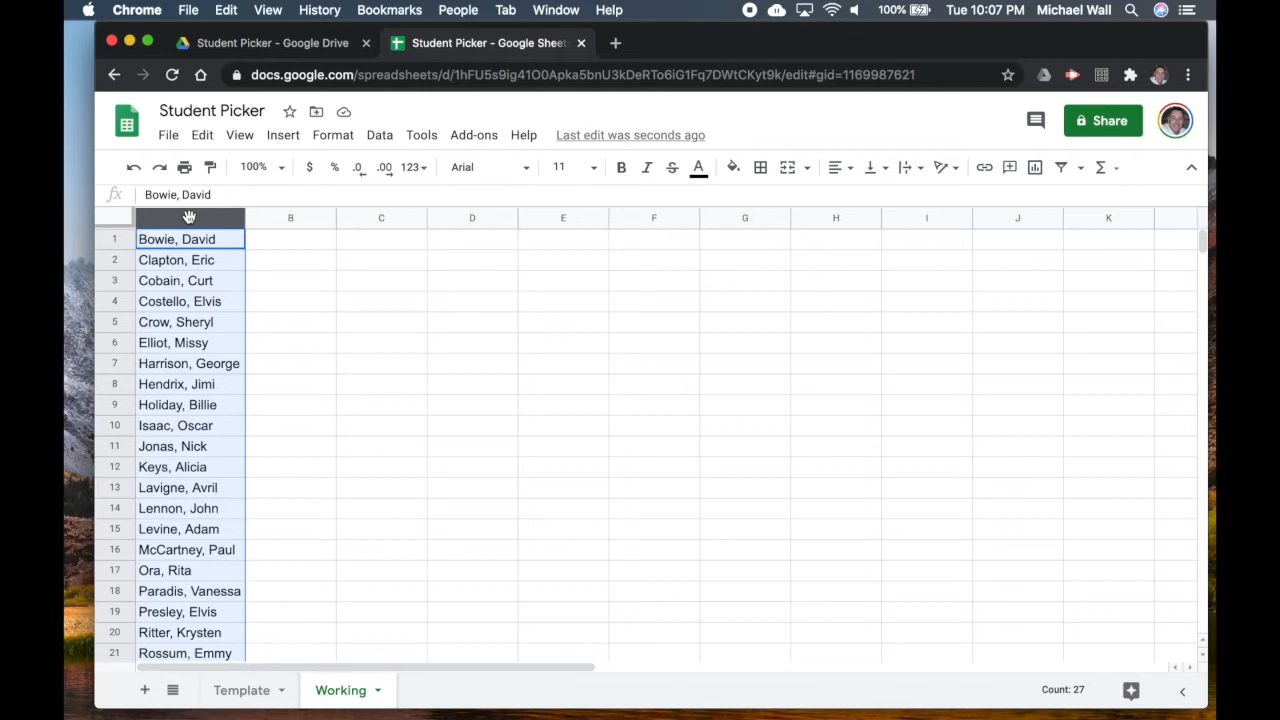 Chrome File Edit View History Bookmarks People Tab Window Help 100% Tue 10:07 PM Michael Wall
Student Picker - Google Drive Student Picker - Google Sheet
docs.google.com/spreadsheets/d/1hFU5s9ig41O0Apka5bnU3kDeRTo6iG1Fq7DWtCKyt9k/edit#gid=1169987621
Student Picker
File Edit View Insert Format Data Tools Add-ons Help Last edit was seconds ago
Share
100% $ % .0 .00 123 Arial 11 B I S A
fx Bowie, David
B C D E F G H I J K
1 Bowie, David
2 Clapton, Eric
3 Cobain, Curt
4 Costello, Elvis
5 Crow, Sheryl
6 Elliot, Missy
7 Harrison, George
8 Hendrix, Jimi
9 Holiday, Billie
10 Isaac, Oscar
11 Jonas, Nick
12 Keys, Alicia
13 Lavigne, Avril
14 Lennon, John
15 Levine, Adam
16 McCartney, Paul
17 Ora, Rita
18 Paradis, Vanessa
19 Presley, Elvis
20 Ritter, Krysten
21 Rossum, Emmy
Template Working Count: 27